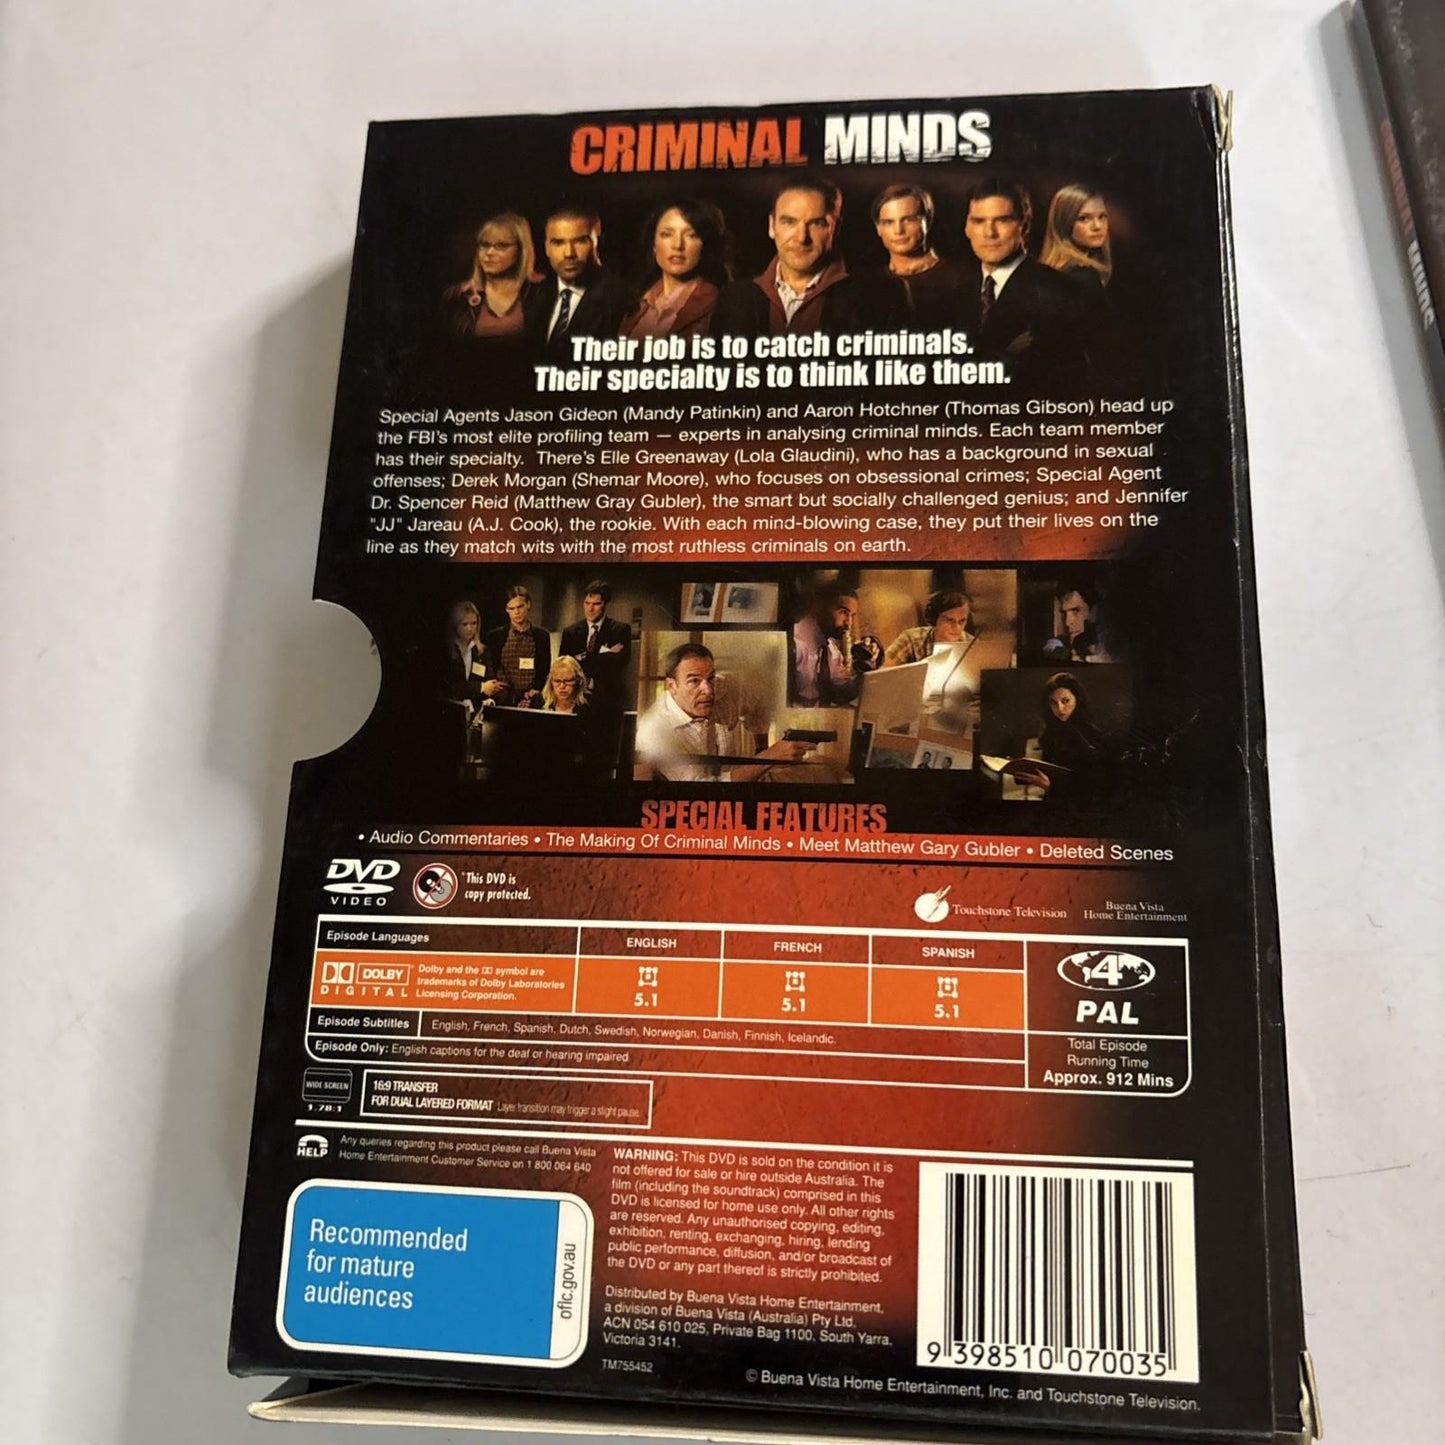 CRIMINAL MINDS
Their job is to catch criminals.
Their specialty is to think like them.
Special Agents Jason Gideon (Mandy Patinkin) and Aaron Hotchner (Thomas Gibson) head up
the FBI's most elite profiling team — experts in analysing criminal minds. Each team member
has their specialty. There's Elle Greenaway (Lola Glaudini), who has a background in sexual
offenses; Derek Morgan (Shemar Moore), who focuses on obsessional crimes; Special Agent
Dr. Spencer Reid (Matthew Gray Gubler), the smart but socially challenged genius; and Jennifer
"JJ" Jareau (A.J. Cook), the rookie. With each mind-blowing case, they put their lives on the
line as they match wits with the most ruthless criminals on earth.
SPECIAL FEATURES
• Audio Commentaries • The Making Of Criminal Minds • Meet Matthew Gary Gubler • Deleted Scenes
DVD
VIDEO
*This DVD is
copy protected.
Touchstone Television
Buena Vista
Home Entertainment
Episode Languages
ENGLISH
FRENCH
SPANISH
DOLBY
DIGITAL
Dolby and the DD symbol are
trademarks of Dolby Laboratories
Licensing Corporation.
5.1
5.1
5.1
4
PAL
Episode Subtitles
English, French, Spanish, Dutch, Swedish, Norwegian, Danish, Finnish, Icelandic.
Episode Only: English captions for the deaf or hearing impaired
Total Episode
Running Time
Approx. 912 Mins
WIDE SCREEN
1.78:1
16:9 TRANSFER
FOR DUAL LAYERED FORMAT Layer transition may trigger a slight pause.
HELP
Any queries regarding this product please call Buena Vista
Home Entertainment Customer Service on 1 800 064 640
WARNING: This DVD is sold on the condition it is
not offered for sale or hire outside Australia. The
film (including the soundtrack) comprised in this
DVD is licensed for home use only. All other rights
are reserved. Any unauthorised copying, editing,
exhibition, renting, exchanging, hiring, lending
public performance, diffusion, and/or broadcast of
the DVD or any part thereof is strictly prohibited.
Distributed by Buena Vista Home Entertainment,
a division of Buena Vista (Australia) Pty Ltd,
ACN 054 610 025, Private Bag 1100, South Yarra,
Victoria 3141.
TM755452
Recommended
for mature
audiences
oflc.gov.au
9 398510 070035
© Buena Vista Home Entertainment, Inc. and Touchstone Television.
CRIMINAL MINDS